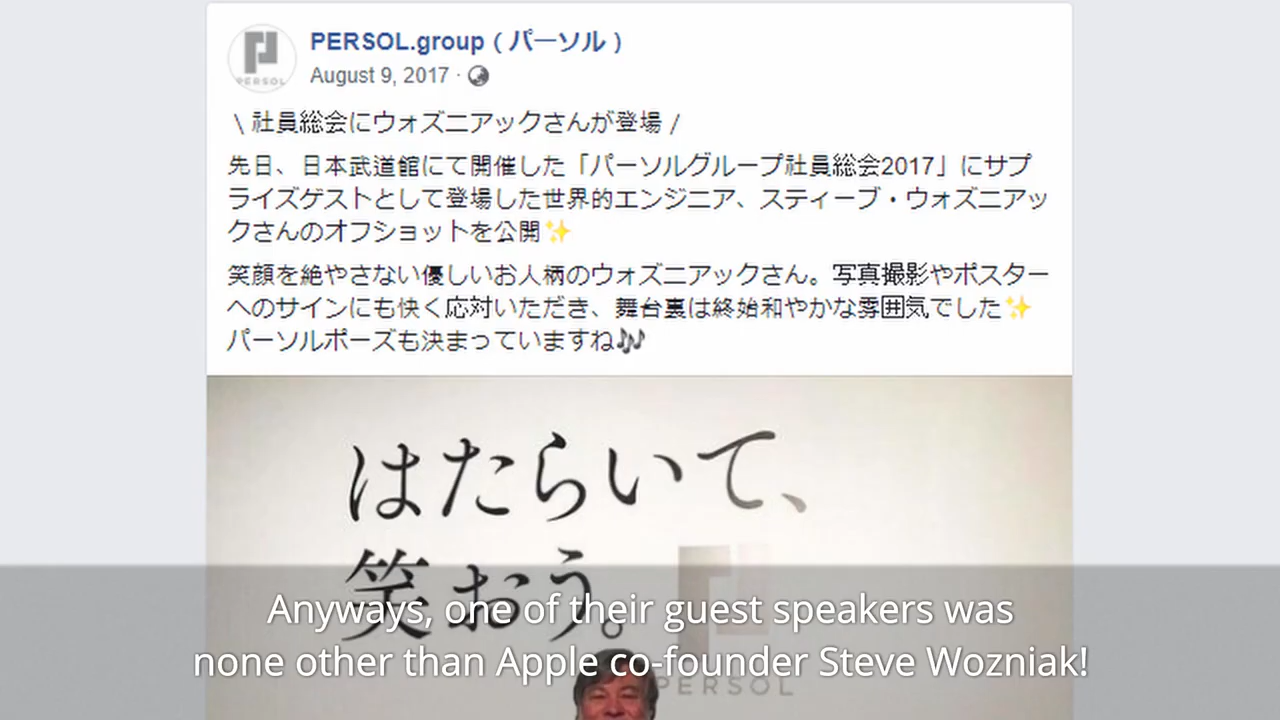 PERSOL.group ( パーソル )
PERSOL
August 9, 2017 ·
\ 社員総会にウォズニアックさんが登場 /
先日、日本武道館にて開催した「パーソルグループ社員総会2017」にサプ
ライズゲストとして登場した世界的エンジニア、スティーブ・ウォズニアッ
クさんのオフショットを公開✨
笑顔を絶やさない優しいお人柄のウォズニアックさん。写真撮影やポスター
へのサインにも快く応対いただき、舞台裏は終始和やかな雰囲気でした✨
パーソルポーズも決まっていますね🎶
はたらいて、
笑おう。
PERSOL
Anyways, one of their guest speakers was
none other than Apple co-founder Steve Wozniak!